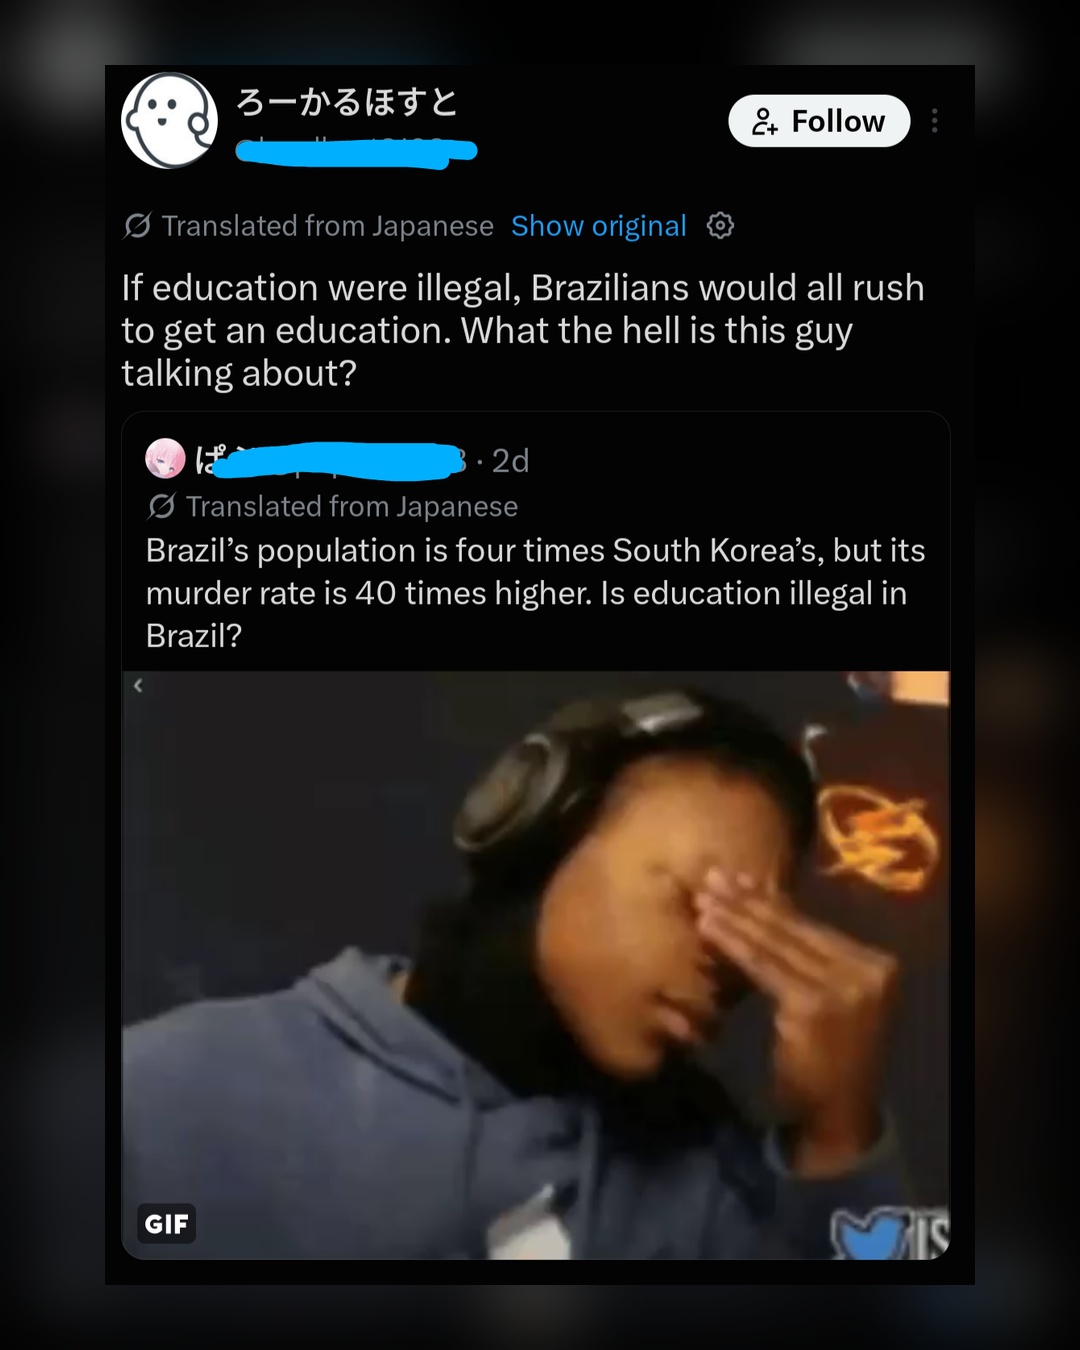 ろーかるほすと
Follow
Translated from Japanese Show original
If education were illegal, Brazilians would all rush
to get an education. What the hell is this guy
talking about?
· 2d
Translated from Japanese
Brazil’s population is four times South Korea’s, but its
murder rate is 40 times higher. Is education illegal in
Brazil?
GIF